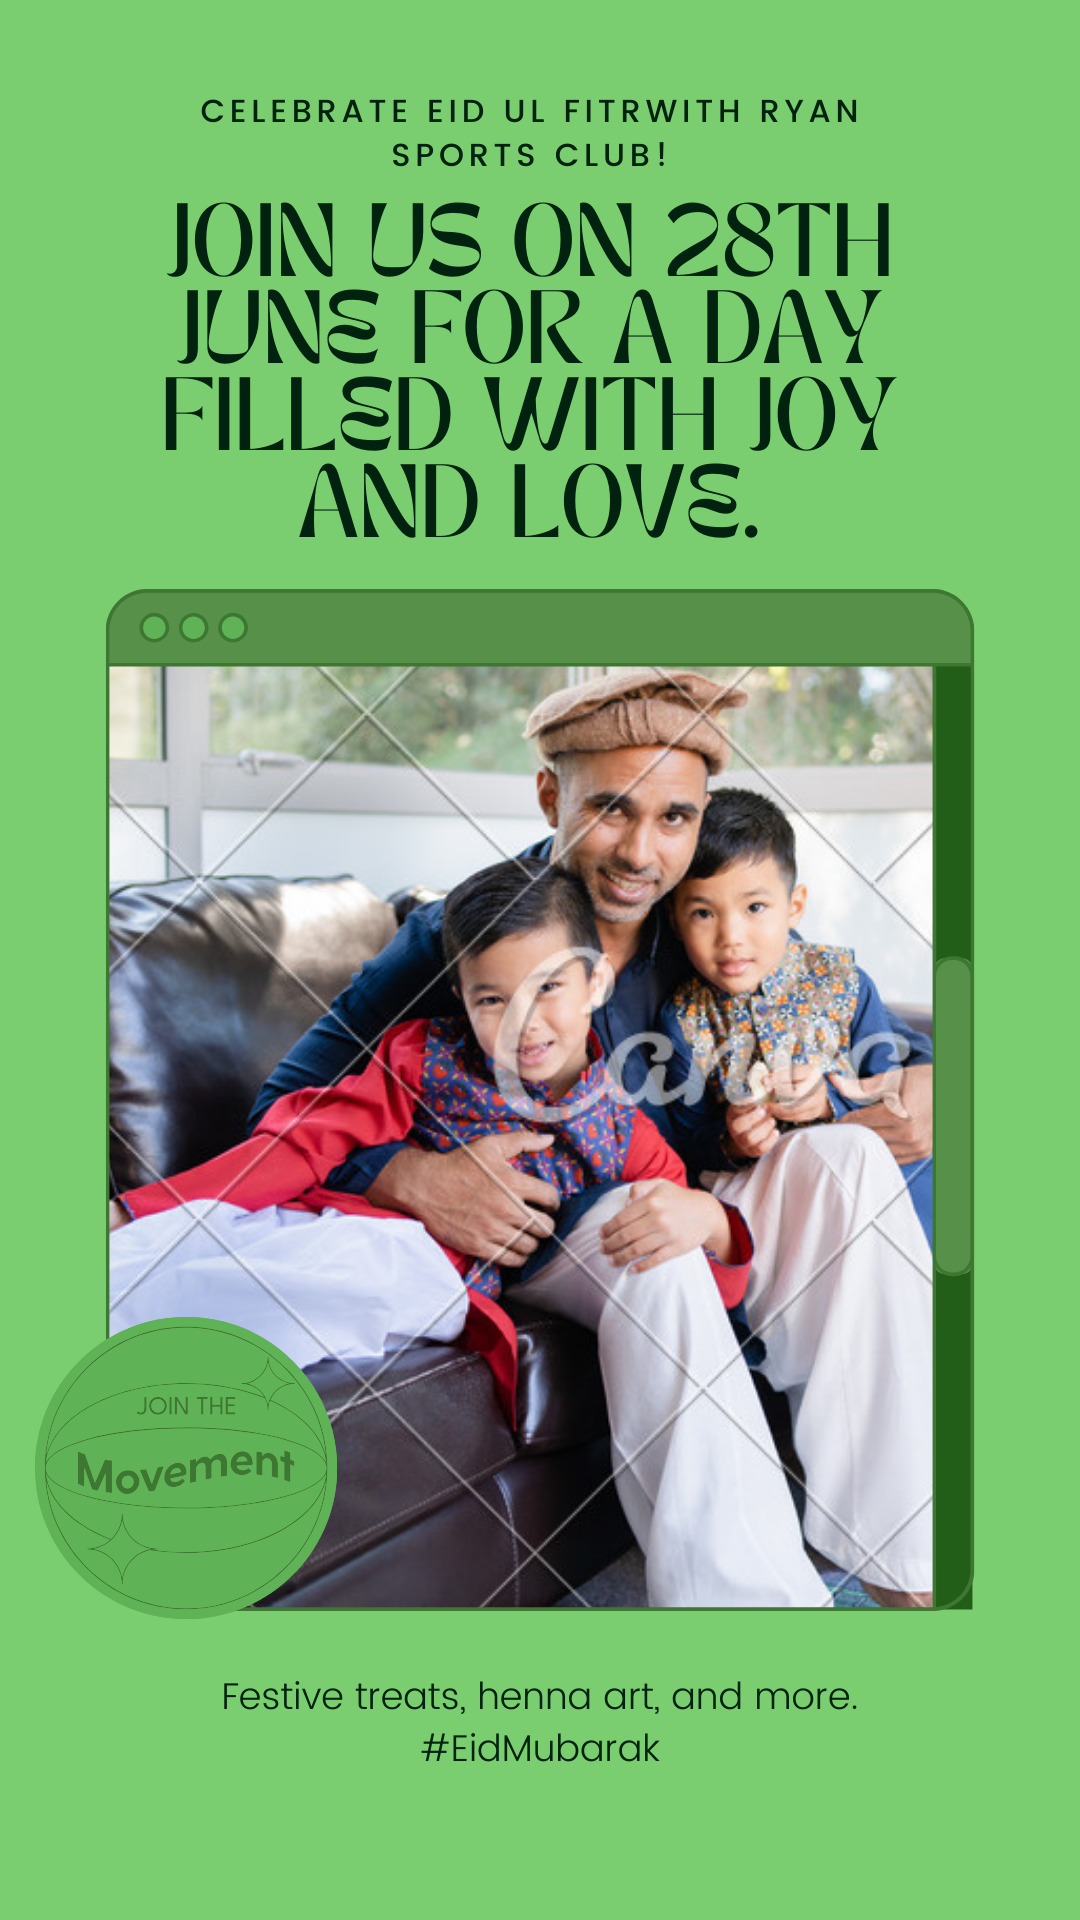 CELEBRATE EID UL FITRWITH RYAN
SPORTS CLUB!
JOIN US ON 28TH
JUNE FOR A DAY
FILLED WITH JOY
AND LOVE.
Canva
JOIN THE
Movement
Festive treats, henna art, and more.
#EidMubarak